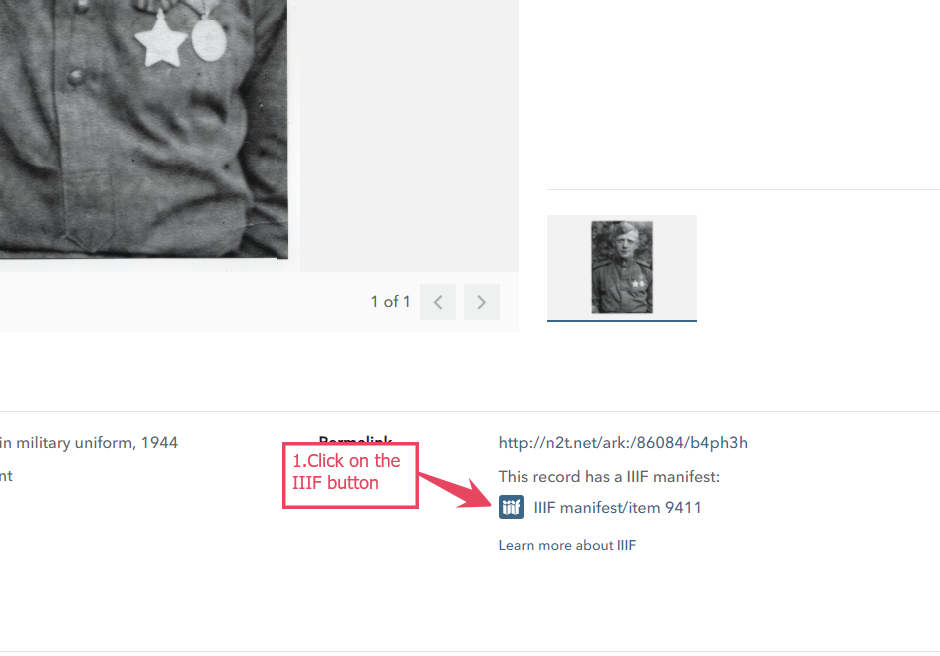 1 of 1
in military uniform, 1944
Permalink
http://n2t.net/ark:/86084/b4ph3h
nt
1.Click on the
IIIF button
This record has a IIIF manifest:
iiif
IIIF manifest/item 9411
Learn more about IIIF